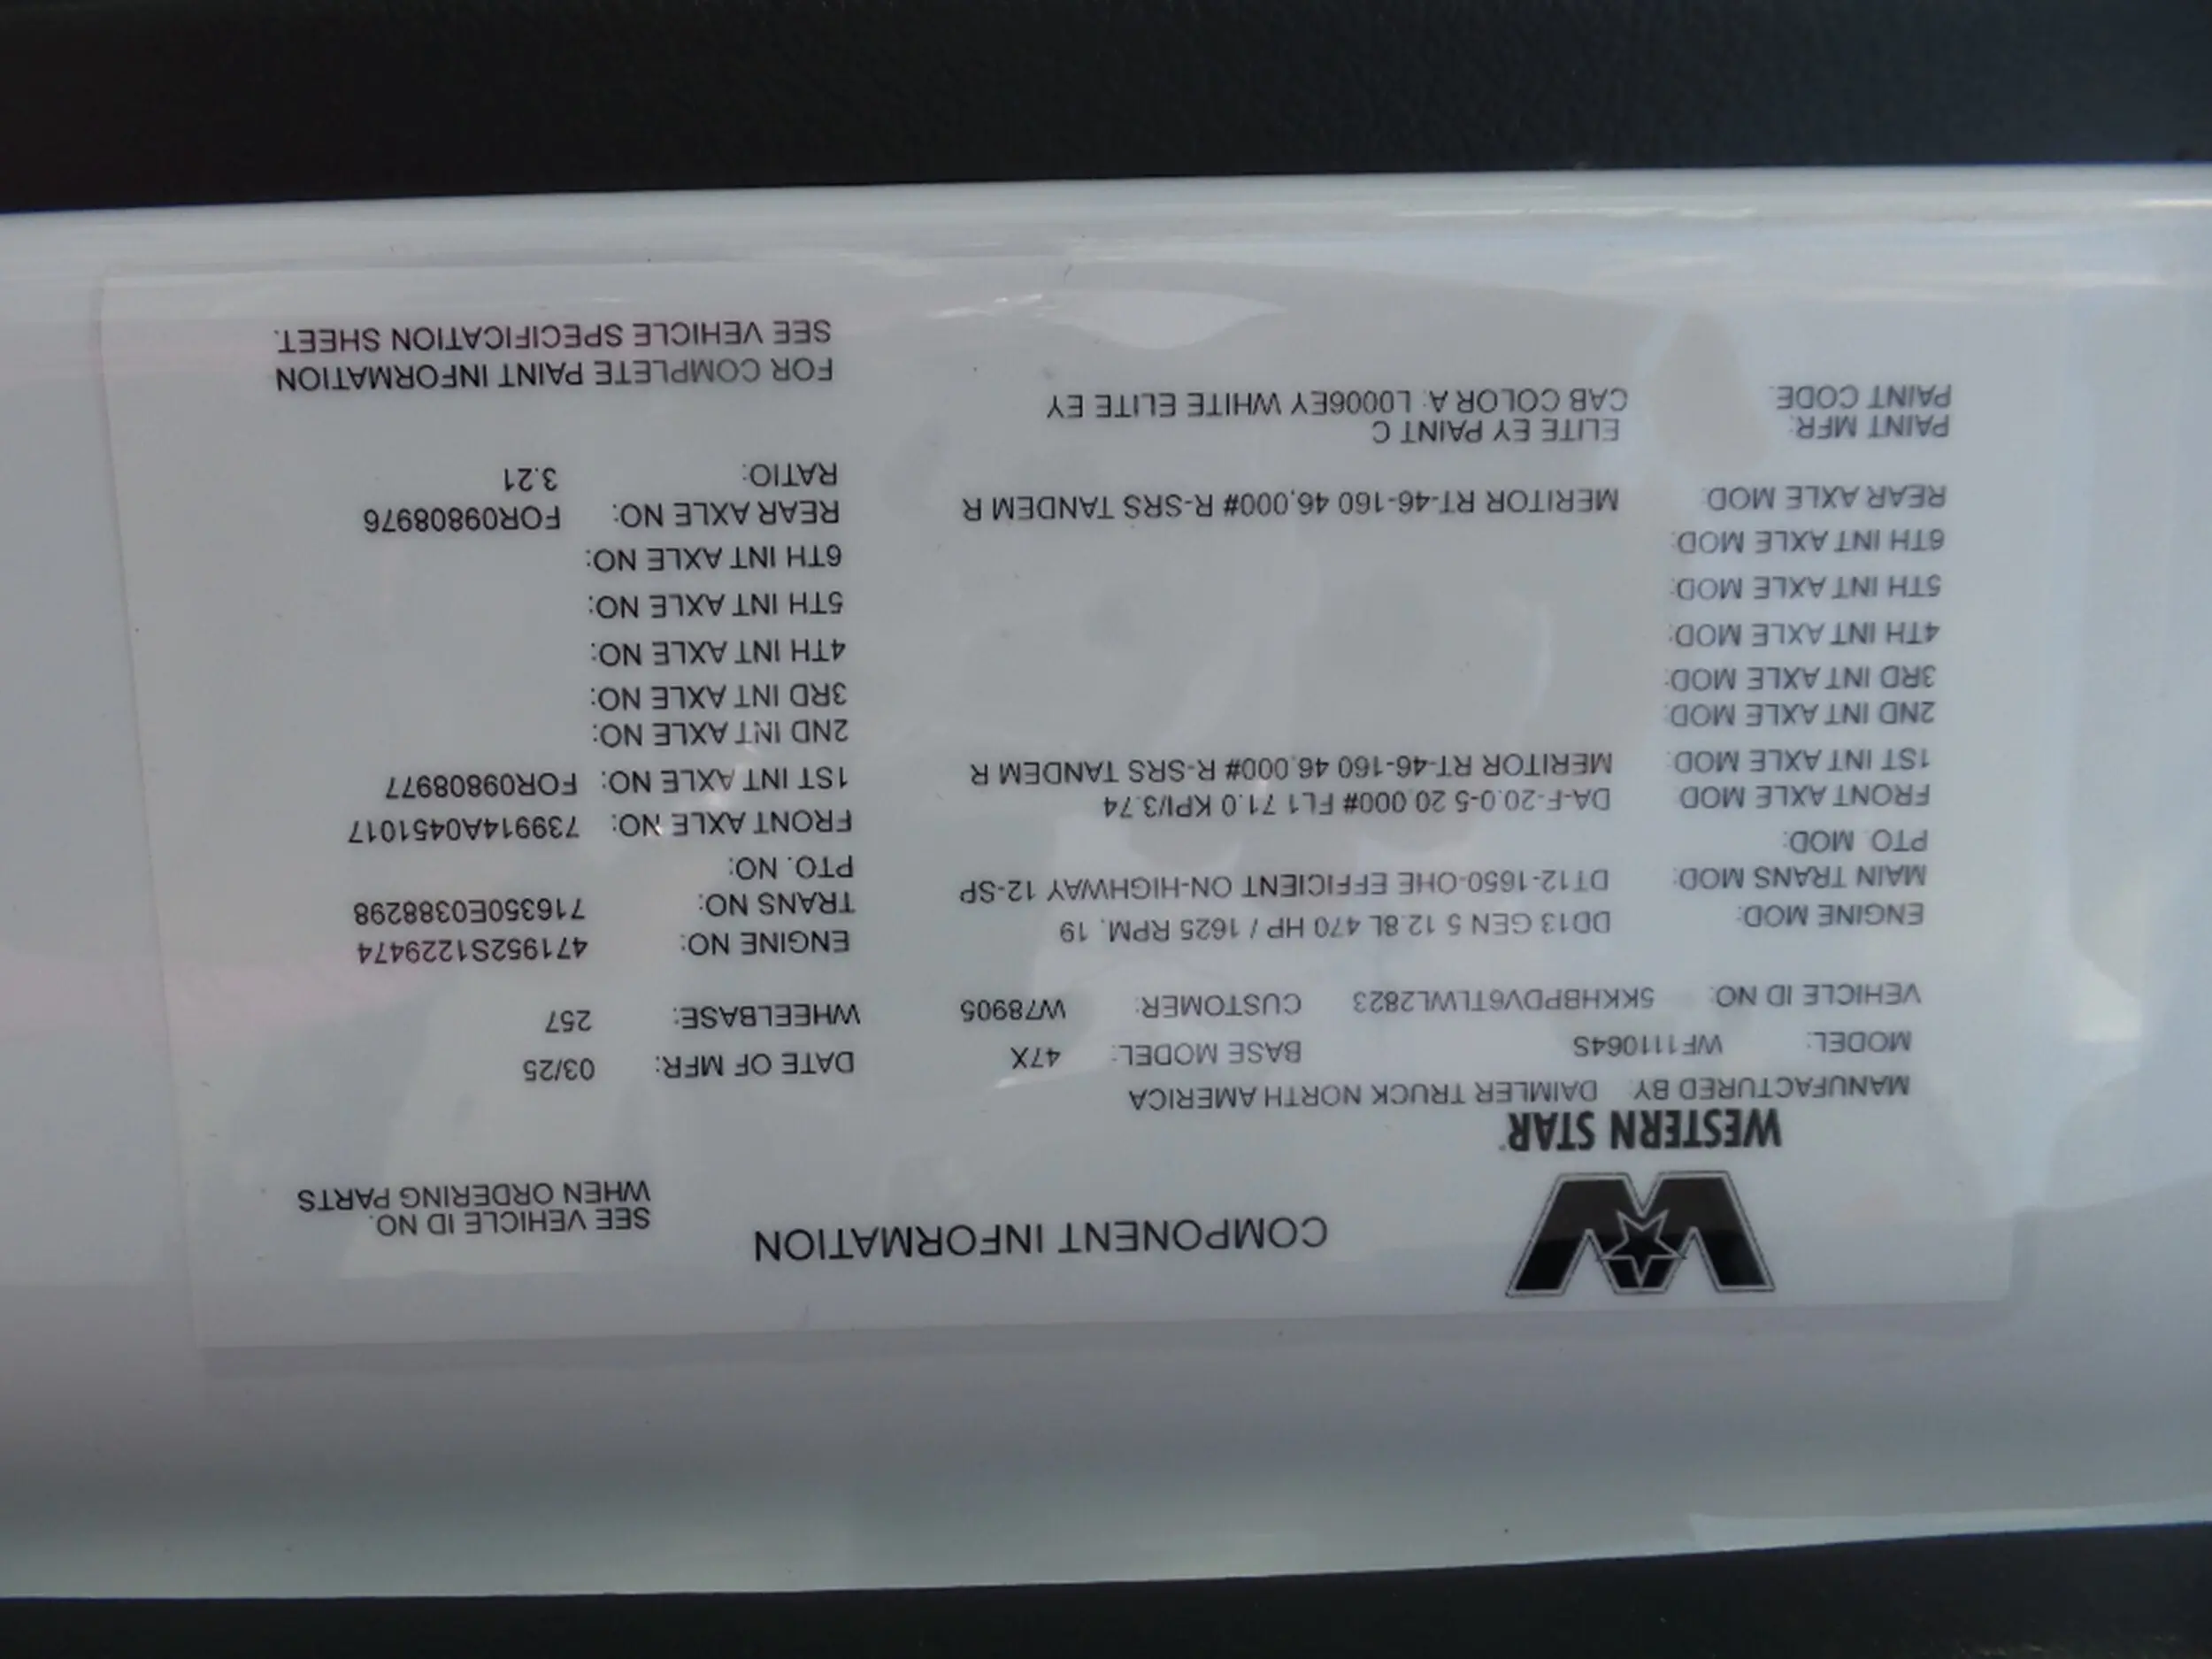 WESTERN STAR
COMPONENT INFORMATION
SEE VEHICLE ID NO.
WHEN ORDERING PARTS
MANUFACTURED BY: DAIMLER TRUCK NORTH AMERICA
MODEL: WF111064S BASE MODEL: 47X DATE OF MFR: 03/25
VEHICLE ID NO: 5KKHBPDV6TLWL2823 CUSTOMER: W78905 WHEELBASE: 257
ENGINE MOD: DD13 GEN 5 12.8L 470 HP / 1625 RPM, 19 ENGINE NO: 471952S1229474
MAIN TRANS MOD: DT12-1650-OHE EFFICIENT ON-HIGHWAY 12-SP TRANS NO: 716350E0388298
PTO. MOD: PTO. NO:
FRONT AXLE MOD: DA-F-20.0-5 20,000# FL1 71.0 KPI/3.74 FRONT AXLE NO: 739914A0451017
1ST INT AXLE MOD: MERITOR RT-46-160 46,000# R-SRS TANDEM R 1ST INT AXLE NO: FOR09808977
2ND INT AXLE MOD: 2ND INT AXLE NO:
3RD INT AXLE MOD: 3RD INT AXLE NO:
4TH INT AXLE MOD: 4TH INT AXLE NO:
5TH INT AXLE MOD: 5TH INT AXLE NO:
6TH INT AXLE MOD: 6TH INT AXLE NO:
REAR AXLE MOD: MERITOR RT-46-160 46,000# R-SRS TANDEM R REAR AXLE NO: FOR09808976
RATIO: 3.21
PAINT MFR: ELITE EY PAINT C
PAINT CODE: CAB COLOR A: L0006EY WHITE ELITE EY
FOR COMPLETE PAINT INFORMATION
SEE VEHICLE SPECIFICATION SHEET.